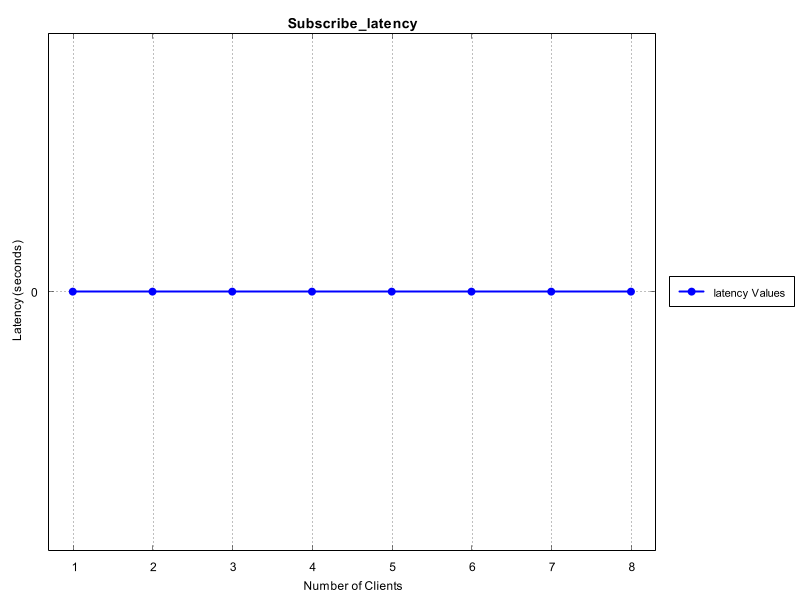 Subscribe_latency
Latency (seconds)
0
latency Values
1 2 3 4 5 6 7 8
Number of Clients